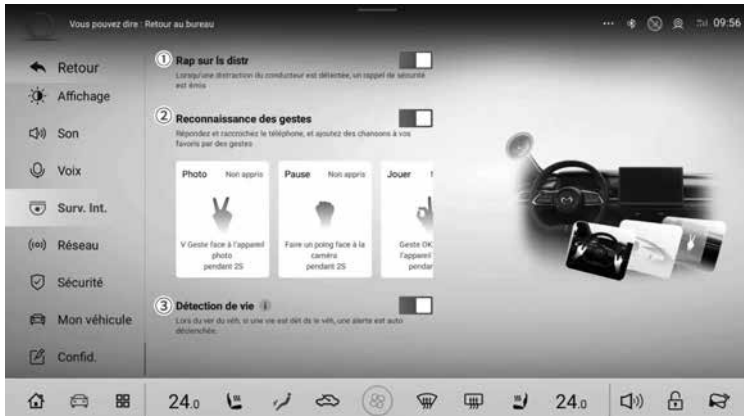 Vous pouvez dire : Retour au bureau
09:56
Retour
Affichage
Son
Voix
Surv. Int.
Réseau
Sécurité
Mon véhicule
Confid.
① Rap sur ls distr
Lorsqu'une distraction du conducteur est détectée, un rappel de sécurité
est émis
② Reconnaissance des gestes
Répondez et raccrochez le téléphone, et ajoutez des chansons à vos
favoris par des gestes
Photo Non appris
V Geste face à l'appareil
photo
pendant 2S
Pause Non appris
Faire un poing face à la
caméra
pendant 2S
Jouer
Geste OK
l'appareil
pendan
③ Détection de vie
Lors du ver du véh, si une vie est dét ds le véh, une alerte est auto
déclenchée.
24.0
24.0